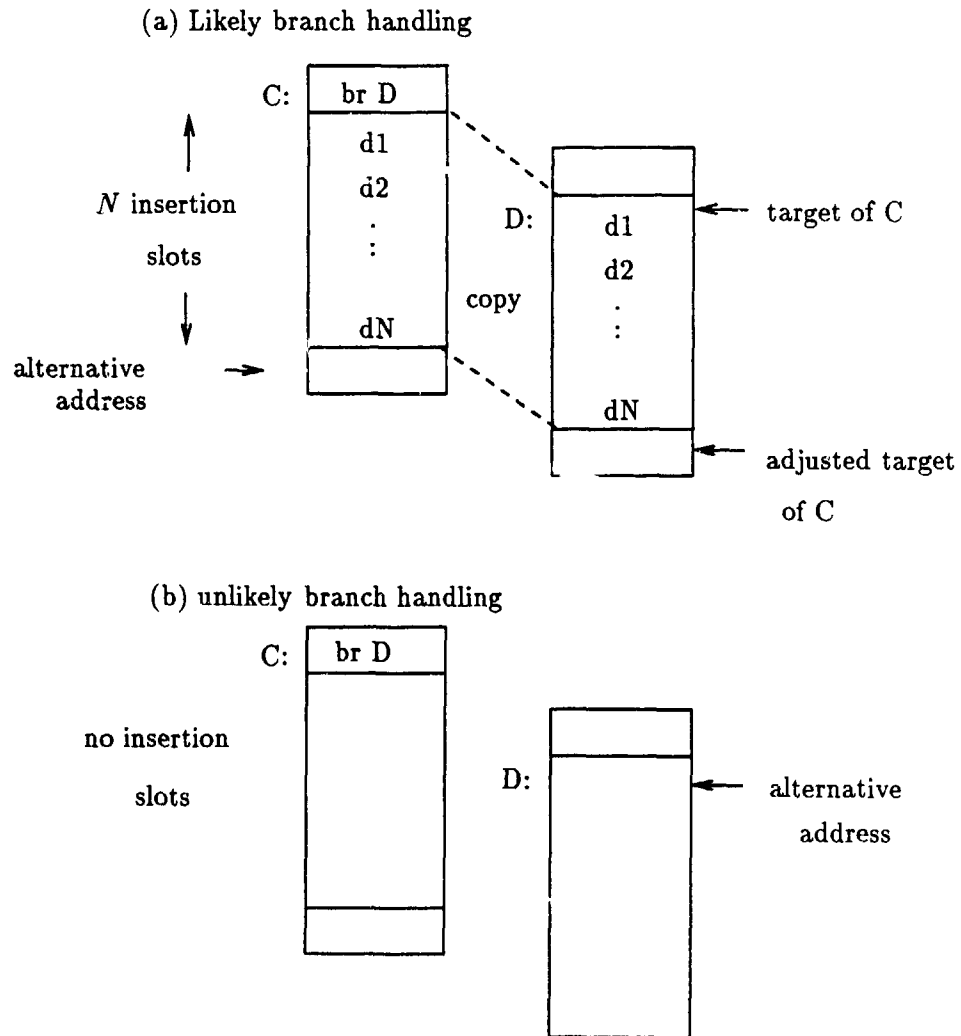 (a) Likely branch handling
C: br D
d1
d2
.
:
dN
N insertion
slots
alternative
address
copy
D:
d1
d2
.
:
dN
target of C
adjusted target
of C
(b) unlikely branch handling
C: br D
no insertion
slots
D:
alternative
address